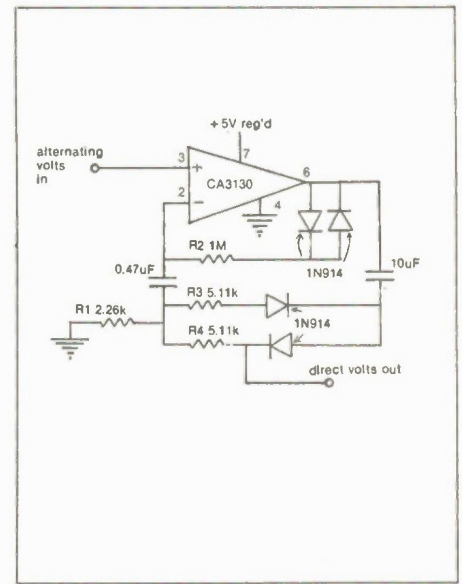 + 5V reg'd
alternating
volts
in
3
+
7
6
CA3130
2
–
4
R2 1M
1N914
0.47uF
10uF
R3 5.11k
R1 2.26k
1N914
R4 5.11k
direct volts out